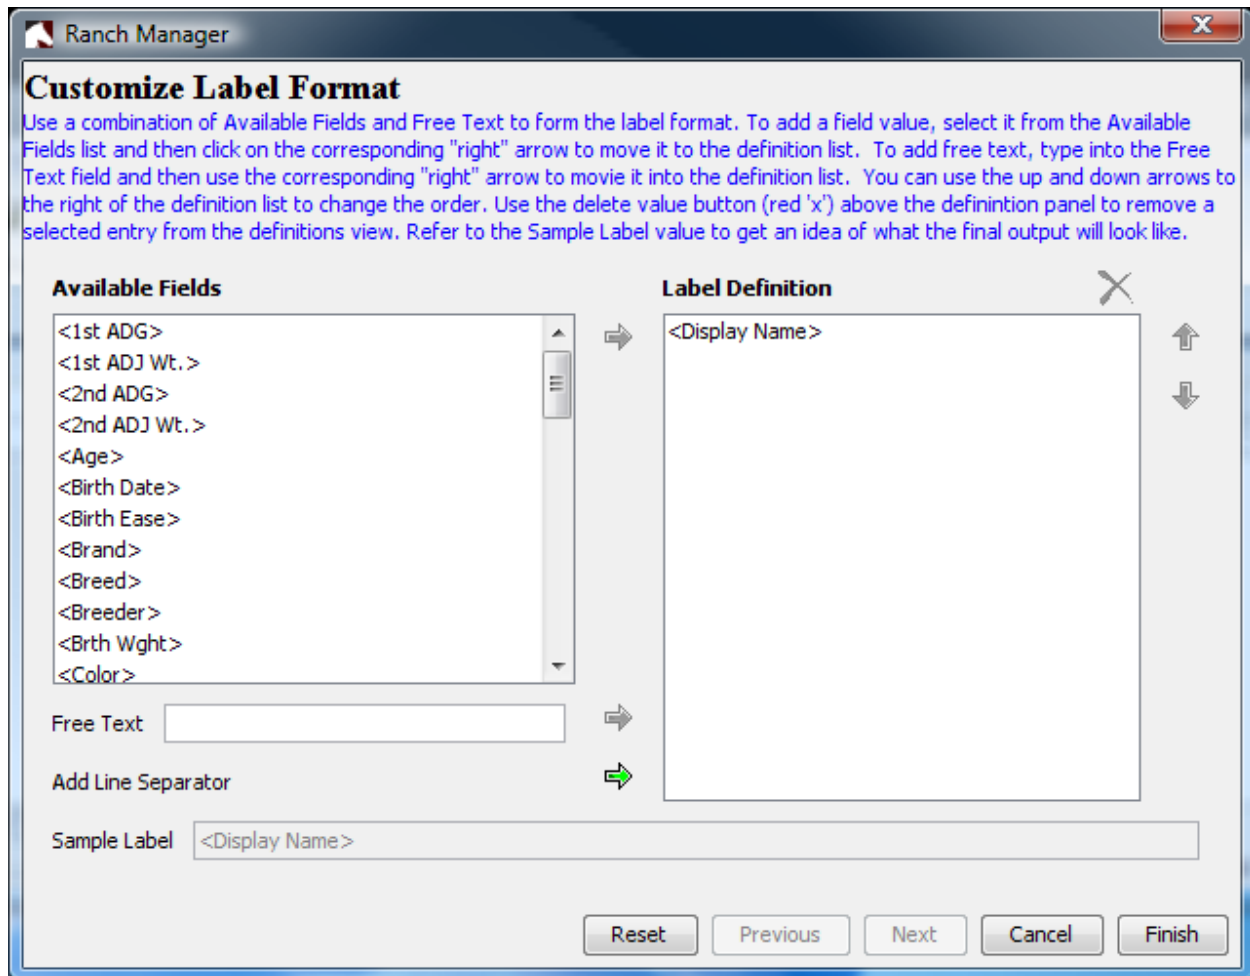 Ranch Manager
Customize Label Format
Use a combination of Available Fields and Free Text to form the label format. To add a field value, select it from the Available
Fields list and then click on the corresponding "right" arrow to move it to the definition list.  To add free text, type into the Free
Text field and then use the corresponding "right" arrow to movie it into the definition list.  You can use the up and down arrows to
the right of the definition list to change the order. Use the delete value button (red 'x') above the definintion panel to remove a
selected entry from the definitions view. Refer to the Sample Label value to get an idea of what the final output will look like.
Available Fields
<1st ADG>
<1st ADJ Wt.>
<2nd ADG>
<2nd ADJ Wt.>
<Age>
<Birth Date>
<Birth Ease>
<Brand>
<Breed>
<Breeder>
<Brth Wght>
<Color>
Label Definition
<Display Name>
Free Text
Add Line Separator
Sample Label <Display Name>
Reset Previous Next Cancel Finish